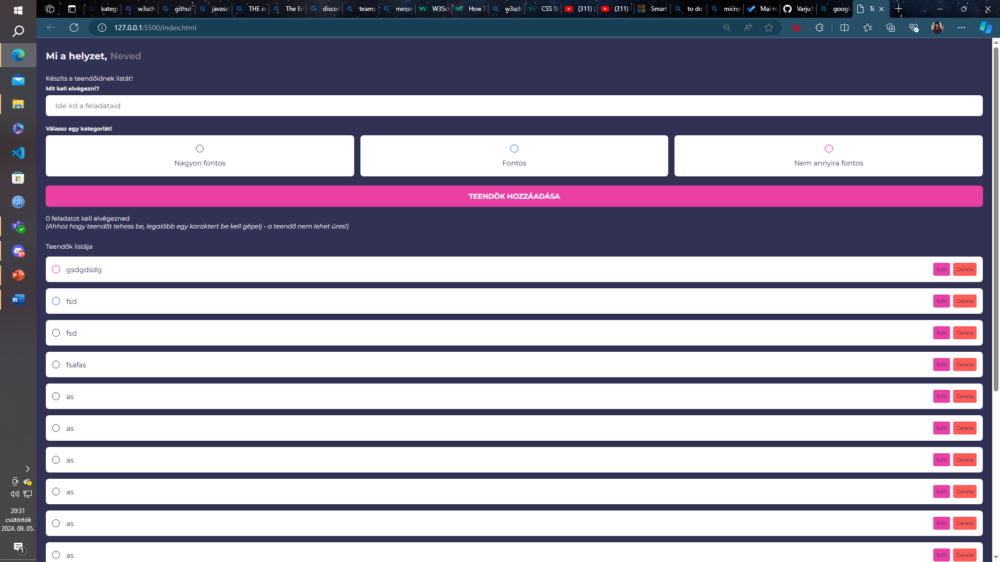 kateg
w3sch
github
javasc
THE é
The Er
discor
teams
messe
W3Sc
How T
w3sch
CSS St
(311)
(311)
Smart
to do.
micros
Mai n
Varju1
googl
To
127.0.0.1:5500/index.html
Mi a helyzet, Neved
Készíts a teendőidnek listát!
Mit kell elvégezni?
Ide ird a feladataid
Válassz egy kategoriát!
Nagyon fontos
Fontos
Nem annyira fontos
TEENDŐK HOZZÁADÁSA
0 feladatot kell elvégezned
(Ahhoz hogy teendőt tehess be, legalább egy karaktert be kell gépelj - a teendő nem lehet üres!)
Teendők listája
gsdgdsdg Edit Delete
fsd Edit Delete
fsd Edit Delete
fsafas Edit Delete
as Edit Delete
as Edit Delete
as Edit Delete
as Edit Delete
as Edit Delete
as Edit Delete
qb
9+
20:31
csütörtök
2024. 09. 05.
1